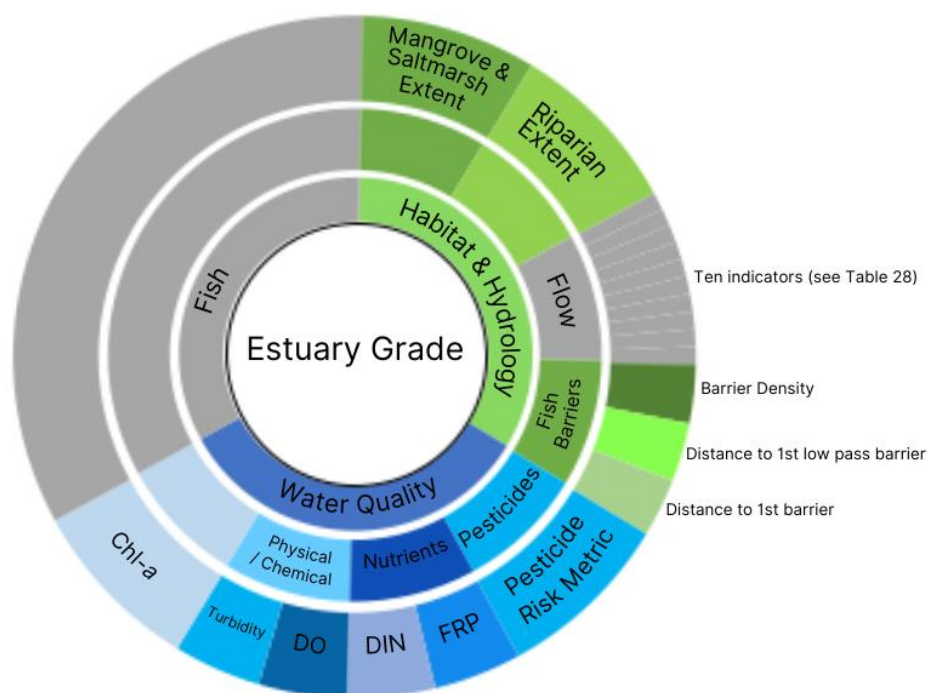 Mangrove &
Saltmarsh
Extent
Riparian
Extent
Habitat & Hydrology
Fish
Flow
Ten indicators (see Table 28)
Estuary Grade
Barrier Density
Fish
Barriers
Distance to 1st low pass barrier
Water Quality
Pesticides
Distance to 1st barrier
Chl-a
Physical
/ Chemical
Nutrients
Pesticide
Risk Metric
Turbidity
DO
DIN
FRP